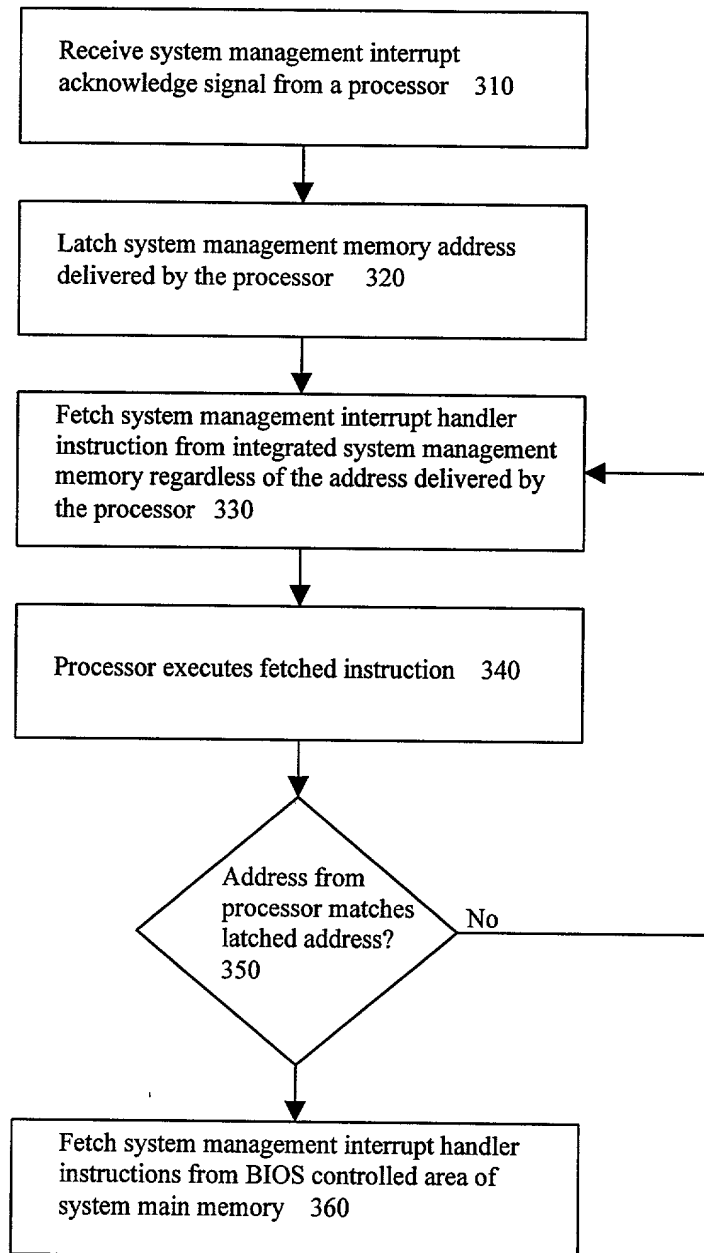 Receive system management interrupt
acknowledge signal from a processor 310
Latch system management memory address
delivered by the processor 320
Fetch system management interrupt handler
instruction from integrated system management
memory regardless of the address delivered by
the processor 330
Processor executes fetched instruction 340
Address from
processor matches
latched address?
350
No
Fetch system management interrupt handler
instructions from BIOS controlled area of
system main memory 360